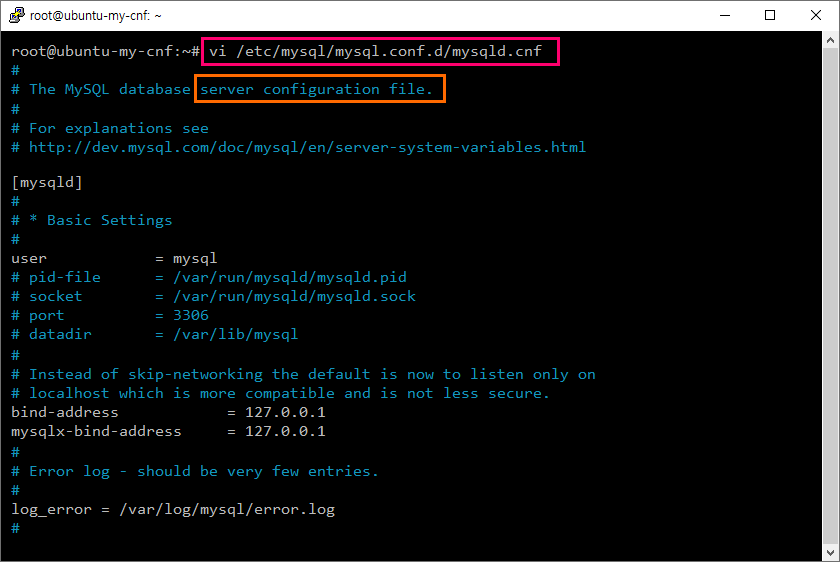 root@ubuntu-my-cnf: ~
root@ubuntu-my-cnf:~# vi /etc/mysql/mysql.conf.d/mysqld.cnf
#
# The MySQL database server configuration file.
#
# For explanations see
# http://dev.mysql.com/doc/mysql/en/server-system-variables.html
[mysqld]
#
# * Basic Settings
#
user            = mysql
# pid-file      = /var/run/mysqld/mysqld.pid
# socket        = /var/run/mysqld/mysqld.sock
# port          = 3306
# datadir       = /var/lib/mysql
#
# Instead of skip-networking the default is now to listen only on
# localhost which is more compatible and is not less secure.
bind-address            = 127.0.0.1
mysqlx-bind-address     = 127.0.0.1
#
# Error log - should be very few entries.
#
log_error = /var/log/mysql/error.log
#